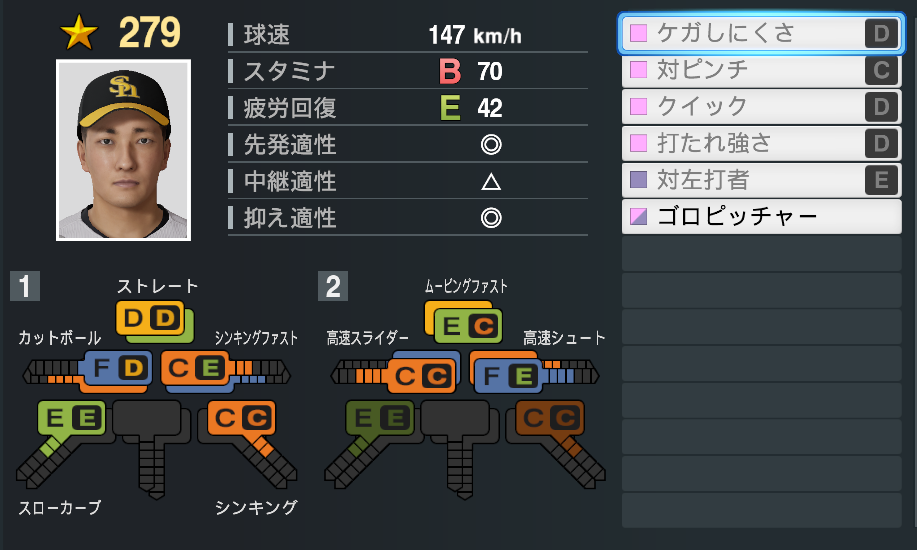 279
球速 147 km/h
スタミナ B 70
疲労回復 E 42
先発適性 ◎
中継適性 △
抑え適性 ◎
ケガしにくさ D
対ピンチ C
クイック D
打たれ強さ D
対左打者 E
ゴロピッチャー
1
ストレート
D D
カットボール
F D
シンキングファスト
C E
E E
スローカーブ
C C
シンキング
2
ムービングファスト
E C
高速スライダー
C C
高速シュート
F E
E E
C C